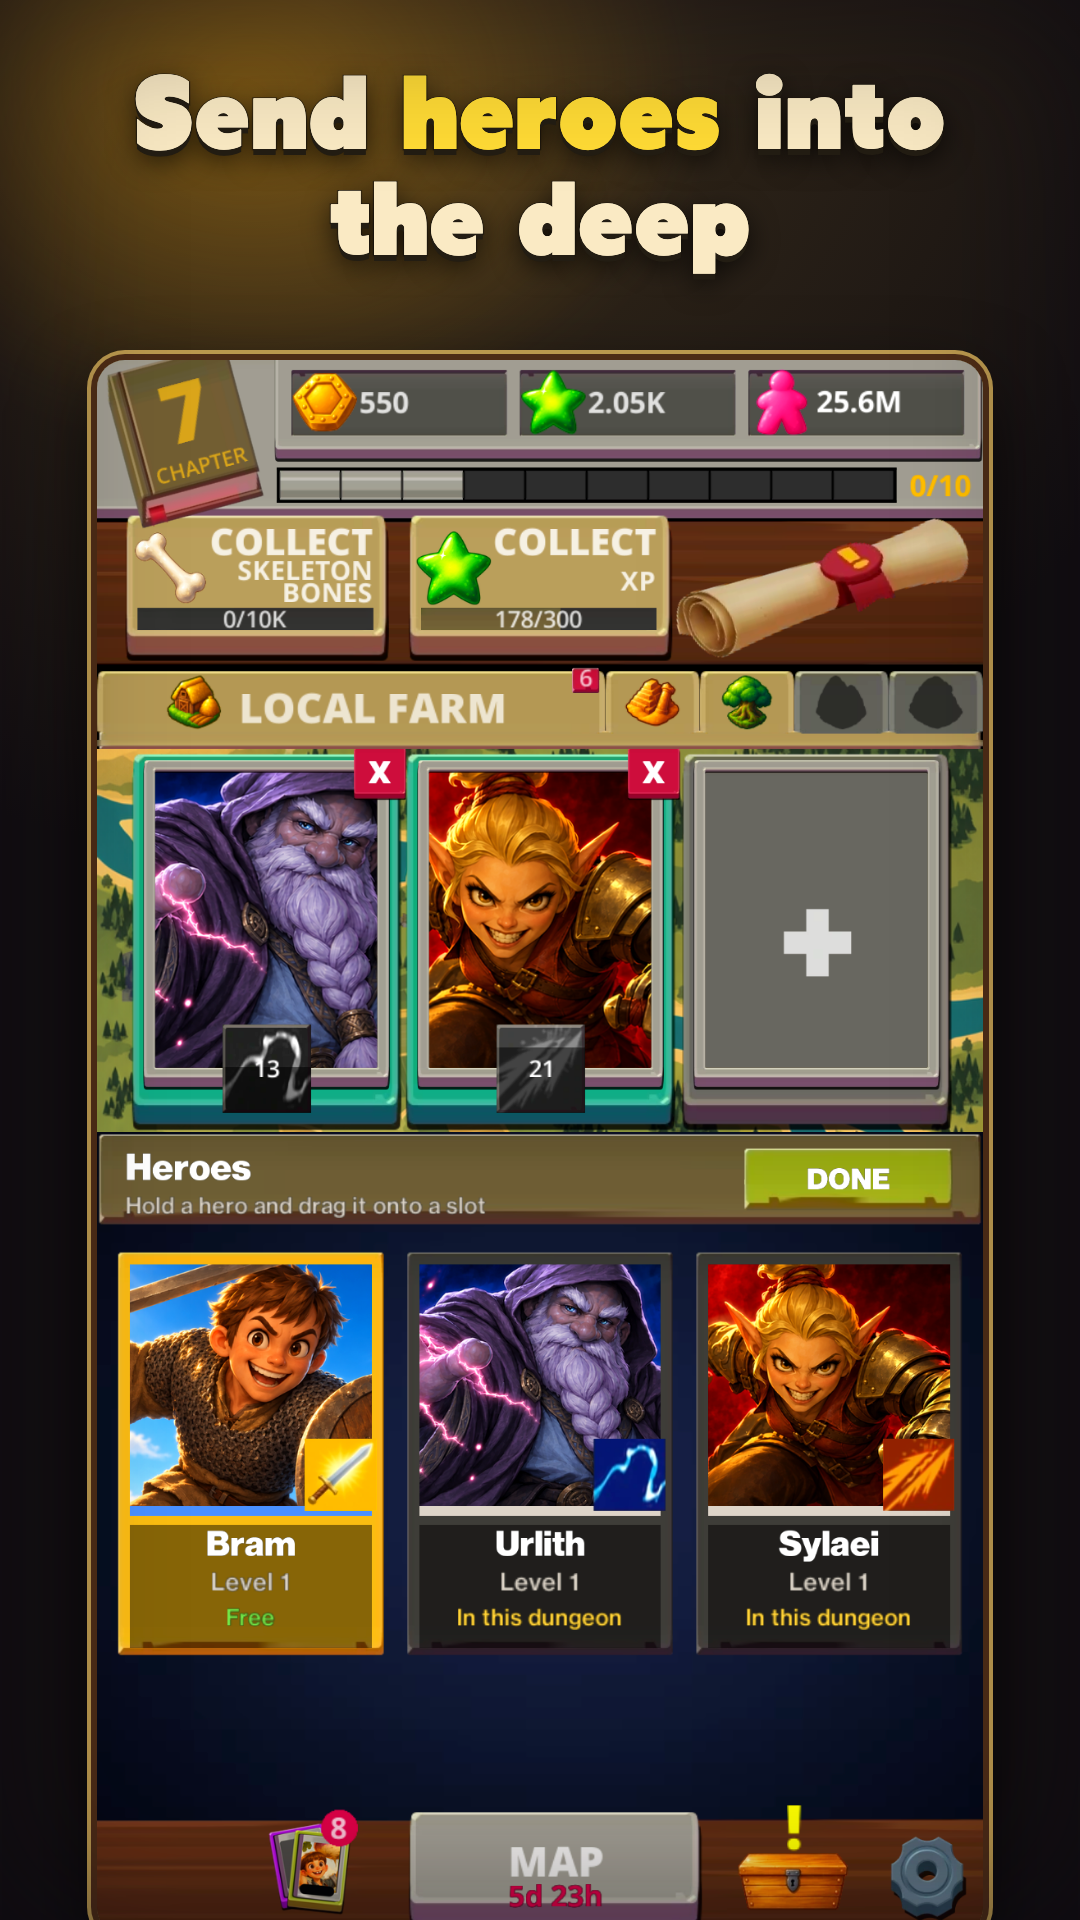 Send heroes into
the deep
7
CHAPTER
550
2.05K
25.6M
0/10
COLLECT
SKELETON
BONES
0/10K
COLLECT
XP
178/300
LOCAL FARM
6
X
X
13
21
Heroes
Hold a hero and drag it onto a slot
DONE
Bram
Level 1
Free
Urlith
Level 1
In this dungeon
Sylaei
Level 1
In this dungeon
8
MAP
5d 23h